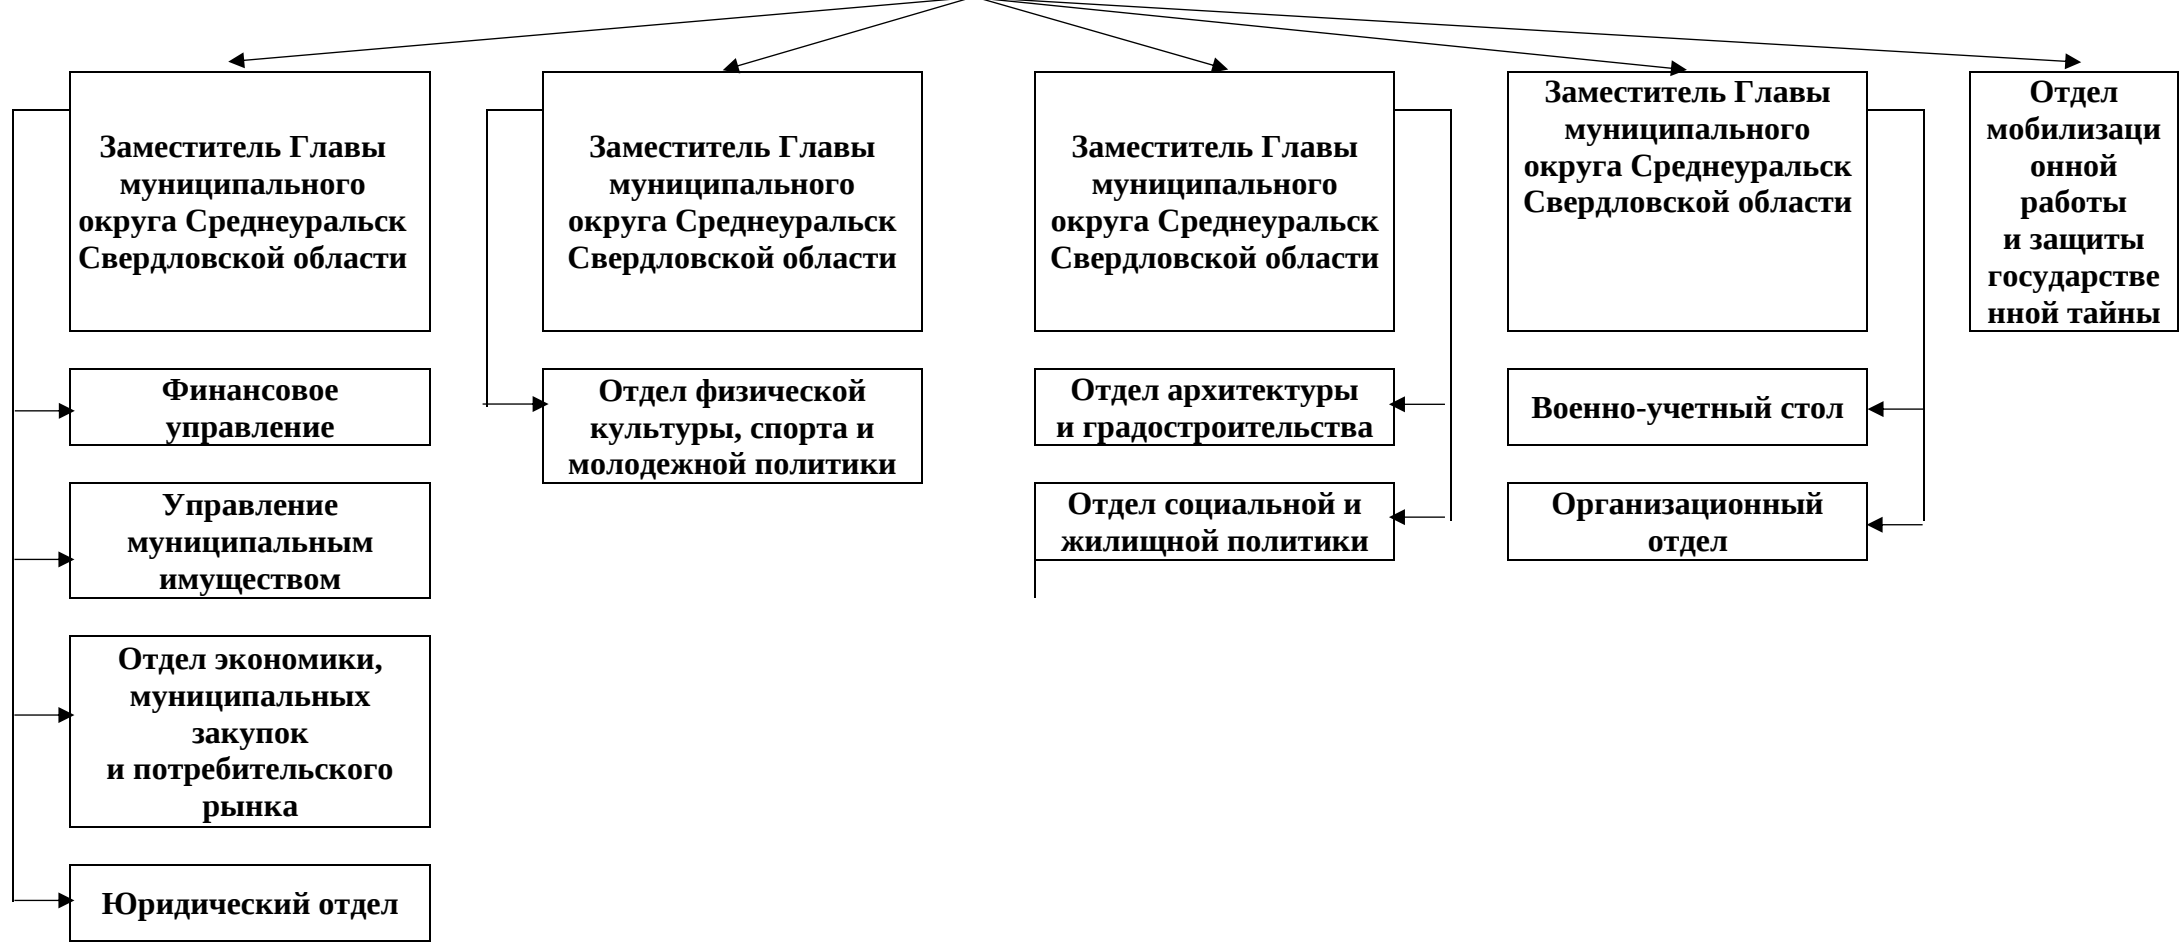 Заместитель Главы
муниципального
округа Среднеуральск
Свердловской области
Заместитель Главы
муниципального
округа Среднеуральск
Свердловской области
Заместитель Главы
муниципального
округа Среднеуральск
Свердловской области
Заместитель Главы
муниципального
округа Среднеуральск
Свердловской области
Отдел
мобилизаци
онной
работы
и защиты
государстве
нной тайны
Финансовое
управление
Отдел физической
культуры, спорта и
молодежной политики
Отдел архитектуры
и градостроительства
Военно-учетный стол
Управление
муниципальным
имуществом
Отдел социальной и
жилищной политики
Организационный
отдел
Отдел экономики,
муниципальных
закупок
и потребительского
рынка
Юридический отдел